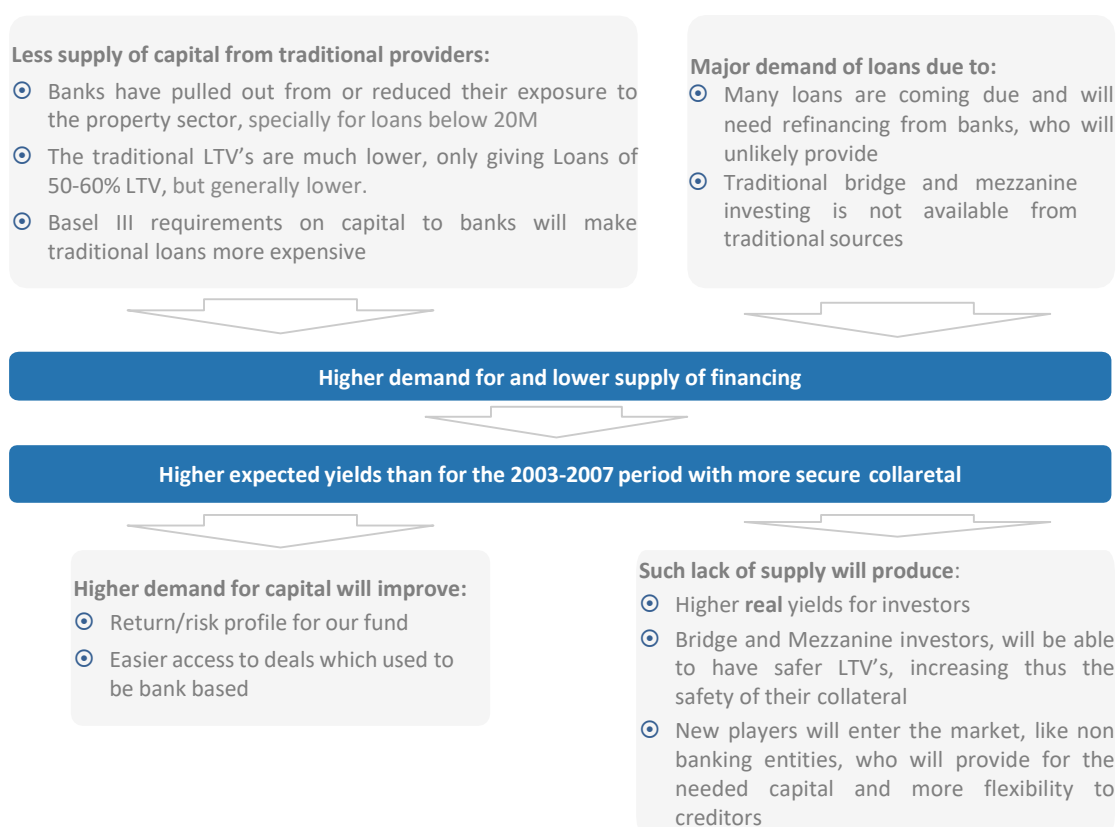 Less supply of capital from traditional providers:
Banks have pulled out from or reduced their exposure to
the property sector, specially for loans below 20M
The traditional LTV’s are much lower, only giving Loans of
50-60% LTV, but generally lower.
Basel III requirements on capital to banks will make
traditional loans more expensive
Major demand of loans due to:
Many loans are coming due and will
need refinancing from banks, who will
unlikely provide
Traditional bridge and mezzanine
investing is not available from
traditional sources
Higher demand for and lower supply of financing
Higher expected yields than for the 2003-2007 period with more secure collaretal
Higher demand for capital will improve:
Return/risk profile for our fund
Easier access to deals which used to
be bank based
Such lack of supply will produce:
Higher real yields for investors
Bridge and Mezzanine investors, will be able
to have safer LTV’s, increasing thus the
safety of their collateral
New players will enter the market, like non
banking entities, who will provide for the
needed capital and more flexibility to
creditors